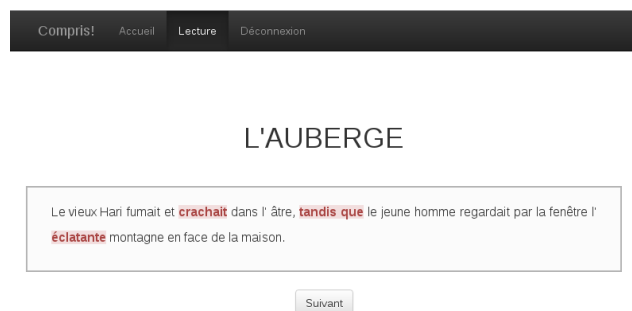 Compris! Accueil Lecture Déconnexion
L'AUBERGE
Le vieux Hari fumait et crachait dans l' âtre, tandis que le jeune homme regardait par la fenêtre l'
éclatante montagne en face de la maison.
Suivant